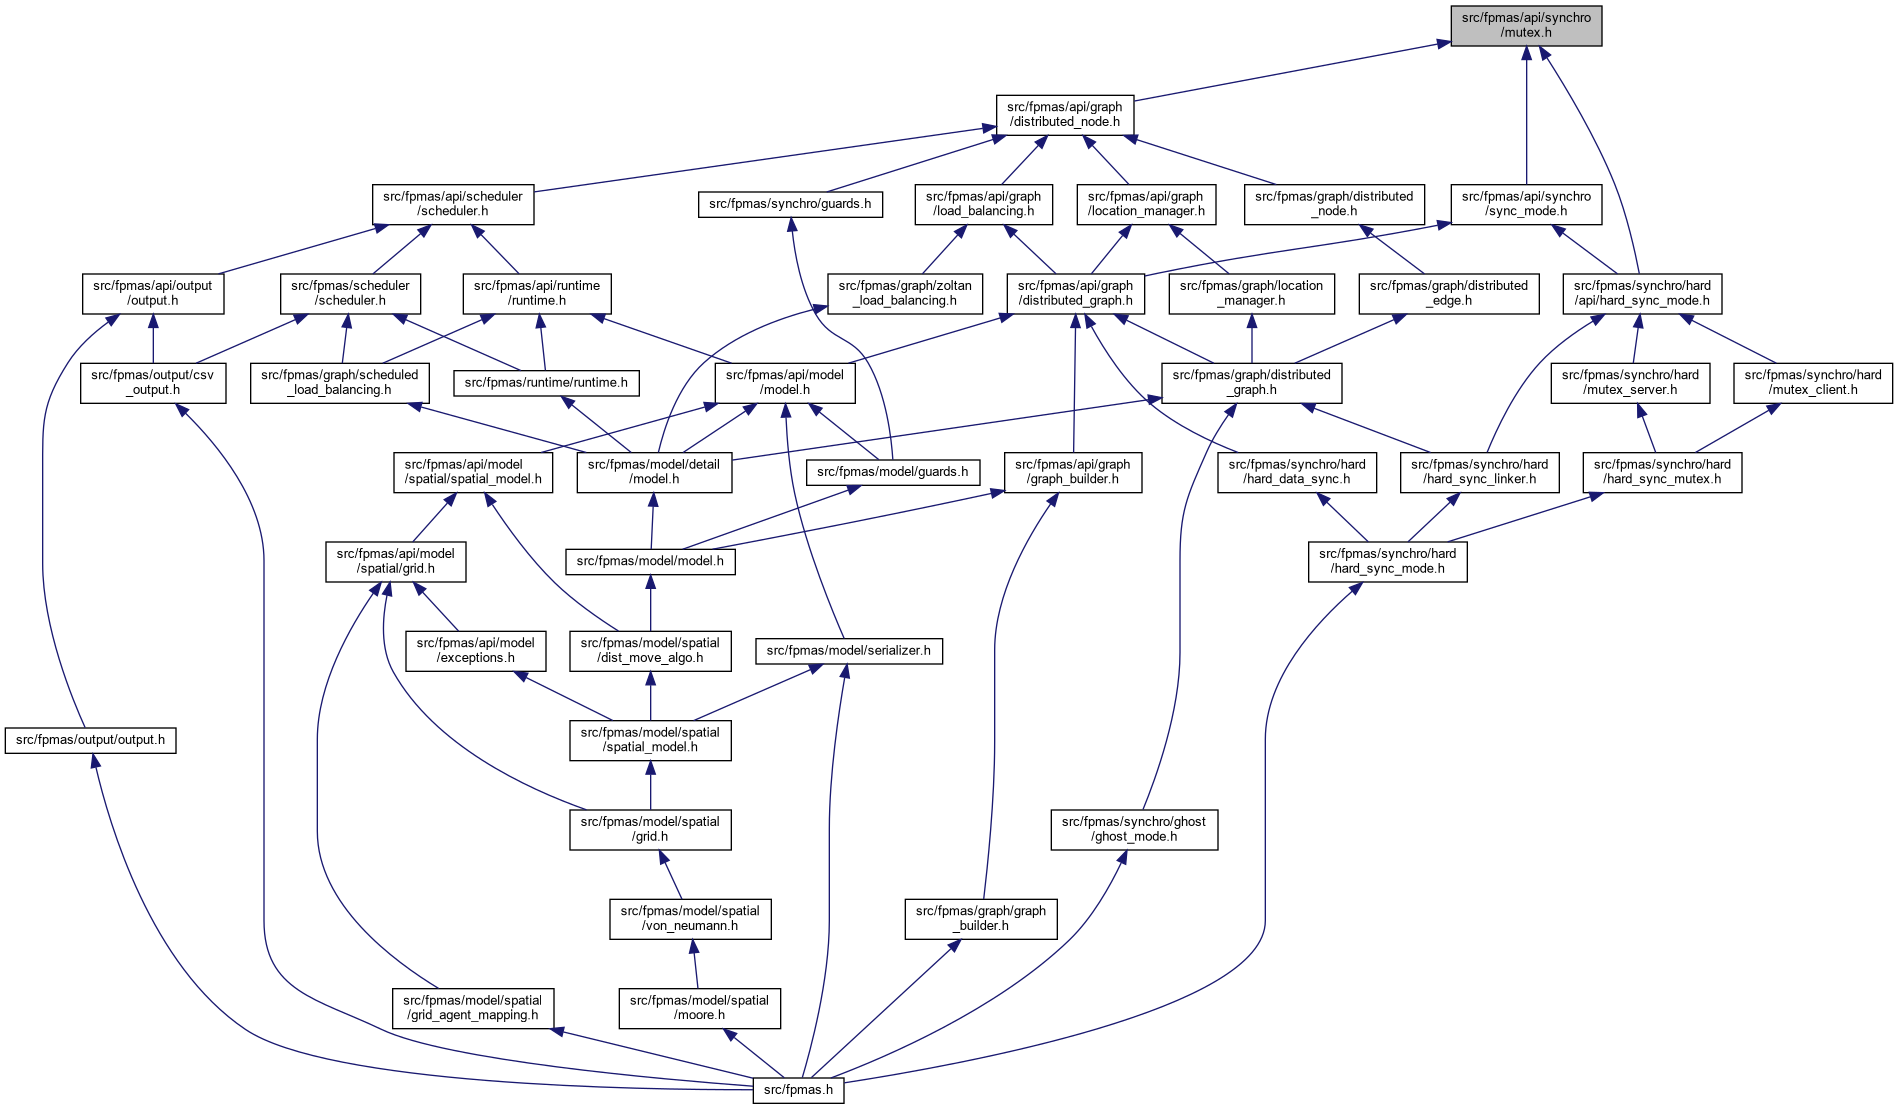 src/fpmas/api/synchro
/mutex.h
src/fpmas/api/graph
/distributed_node.h
src/fpmas/api/scheduler
/scheduler.h
src/fpmas/synchro/guards.h
src/fpmas/api/graph
/load_balancing.h
src/fpmas/api/graph
/location_manager.h
src/fpmas/graph/distributed
_node.h
src/fpmas/api/synchro
/sync_mode.h
src/fpmas/api/output
/output.h
src/fpmas/scheduler
/scheduler.h
src/fpmas/api/runtime
/runtime.h
src/fpmas/graph/zoltan
_load_balancing.h
src/fpmas/api/graph
/distributed_graph.h
src/fpmas/graph/location
_manager.h
src/fpmas/graph/distributed
_edge.h
src/fpmas/synchro/hard
/api/hard_sync_mode.h
src/fpmas/output/csv
_output.h
src/fpmas/graph/scheduled
_load_balancing.h
src/fpmas/runtime/runtime.h
src/fpmas/api/model
/model.h
src/fpmas/graph/distributed
_graph.h
src/fpmas/synchro/hard
/mutex_server.h
src/fpmas/synchro/hard
/mutex_client.h
src/fpmas/api/model
/spatial/spatial_model.h
src/fpmas/model/detail
/model.h
src/fpmas/model/guards.h
src/fpmas/api/graph
/graph_builder.h
src/fpmas/synchro/hard
/hard_data_sync.h
src/fpmas/synchro/hard
/hard_sync_linker.h
src/fpmas/synchro/hard
/hard_sync_mutex.h
src/fpmas/api/model
/spatial/grid.h
src/fpmas/model/model.h
src/fpmas/synchro/hard
/hard_sync_mode.h
src/fpmas/api/model
/exceptions.h
src/fpmas/model/spatial
/dist_move_algo.h
src/fpmas/model/serializer.h
src/fpmas/output/output.h
src/fpmas/model/spatial
/spatial_model.h
src/fpmas/model/spatial
/grid.h
src/fpmas/synchro/ghost
/ghost_mode.h
src/fpmas/model/spatial
/von_neumann.h
src/fpmas/graph/graph
_builder.h
src/fpmas/model/spatial
/grid_agent_mapping.h
src/fpmas/model/spatial
/moore.h
src/fpmas.h